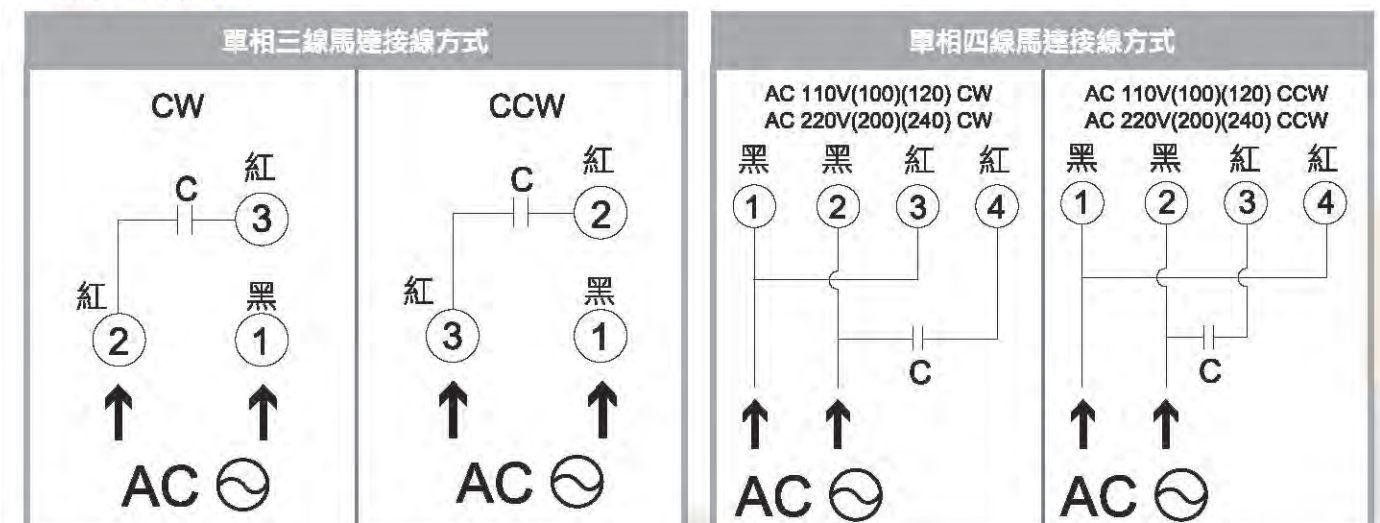 單相三線馬達接線方式
CW
C
紅
3
紅
黑
2
1
AC
CCW
C
紅
2
紅
黑
3
1
AC
單相四線馬達接線方式
AC 110V(100)(120) CW
AC 220V(200)(240) CW
黑 黑 紅 紅
1 2 3 4
C
AC
AC 110V(100)(120) CCW
AC 220V(200)(240) CCW
黑 黑 紅 紅
1 2 3 4
C
AC